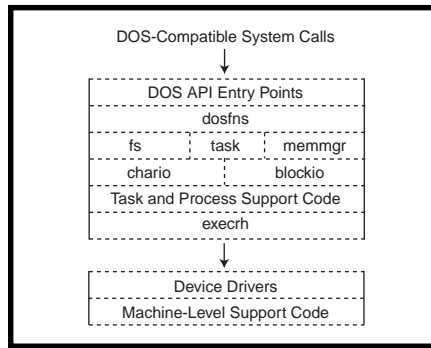 DOS-Compatible System Calls
DOS API Entry Points
dosfns
fs task memmgr
chario blockio
Task and Process Support Code
execrh
Device Drivers
Machine-Level Support Code